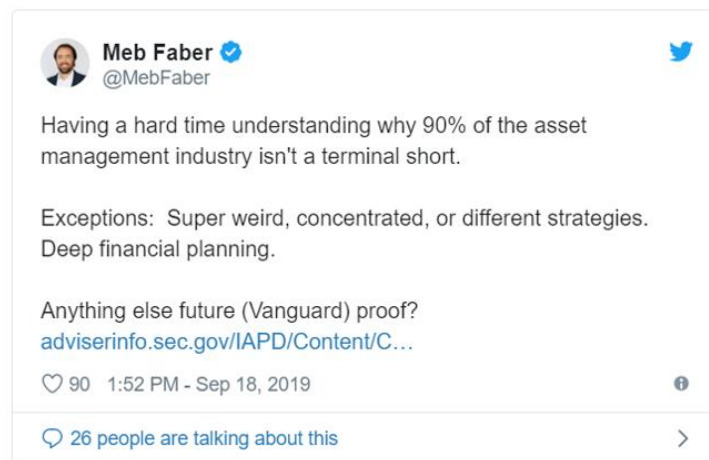 Meb Faber
@MebFaber
Having a hard time understanding why 90% of the asset
management industry isn't a terminal short.
Exceptions:  Super weird, concentrated, or different strategies.
Deep financial planning.
Anything else future (Vanguard) proof?
adviserinfo.sec.gov/IAPD/Content/C…
90 1:52 PM - Sep 18, 2019
26 people are talking about this